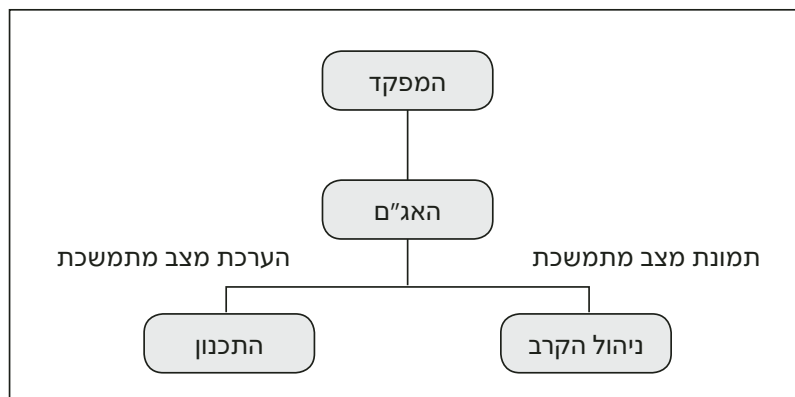 המפקד
האג״ם
תמונת מצב מתמשכת
הערכת מצב מתמשכת
ניהול הקרב
התכנון